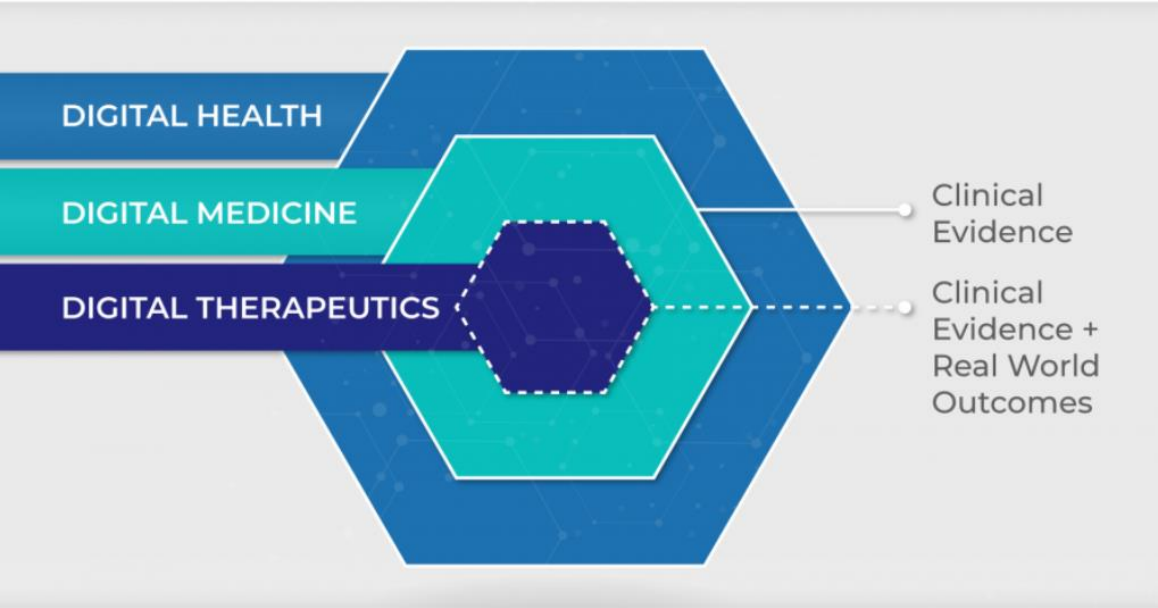 DIGITAL HEALTH
DIGITAL MEDICINE
DIGITAL THERAPEUTICS
Clinical
Evidence
Clinical
Evidence +
Real World
Outcomes